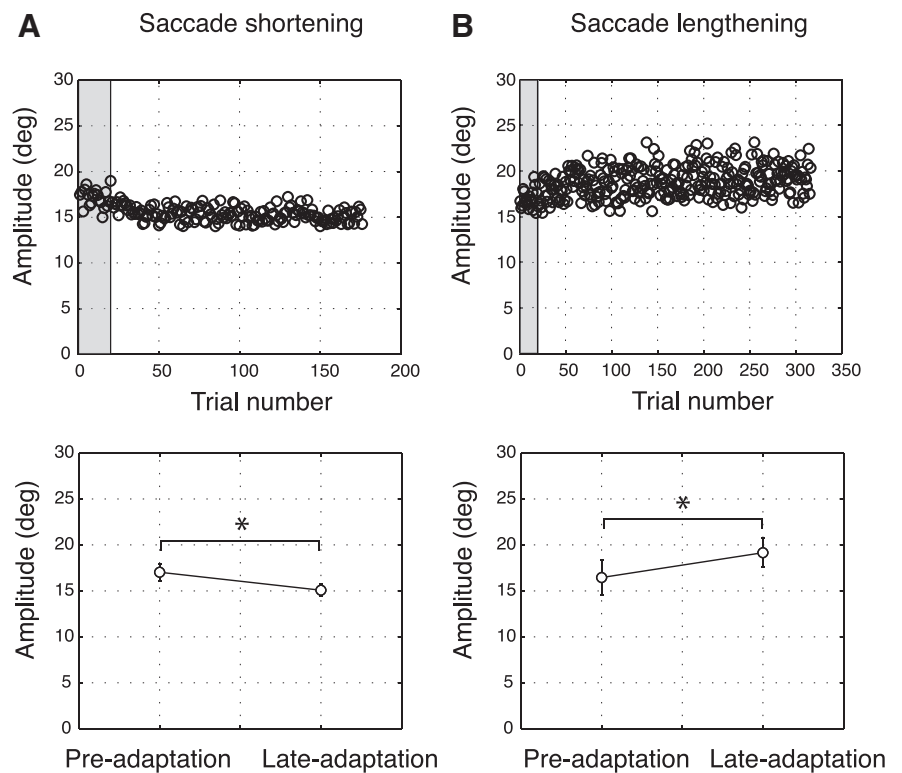 A Saccade shortening
30
25
20
15
10
5
0
Amplitude (deg)
0 50 100 150 200
Trial number
B Saccade lengthening
30
25
20
15
10
5
0
Amplitude (deg)
0 50 100 150 200 250 300 350
Trial number
30
25
20
15
10
5
0
Amplitude (deg)
*
Pre-adaptation Late-adaptation
30
25
20
15
10
5
0
Amplitude (deg)
*
Pre-adaptation Late-adaptation